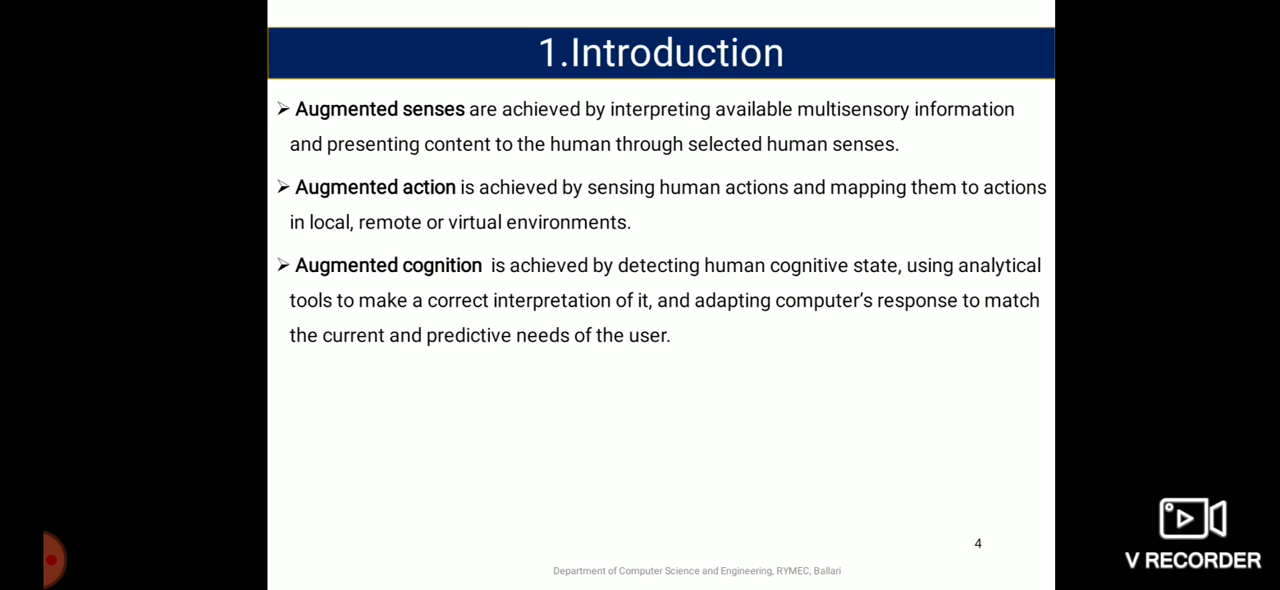 1.Introduction
➢ Augmented senses are achieved by interpreting available multisensory information
and presenting content to the human through selected human senses.
➢ Augmented action is achieved by sensing human actions and mapping them to actions
in local, remote or virtual environments.
➢ Augmented cognition is achieved by detecting human cognitive state, using analytical
tools to make a correct interpretation of it, and adapting computer’s response to match
the current and predictive needs of the user.
4
Department of Computer Science and Engineering, RYMEC, Ballari
V RECORDER